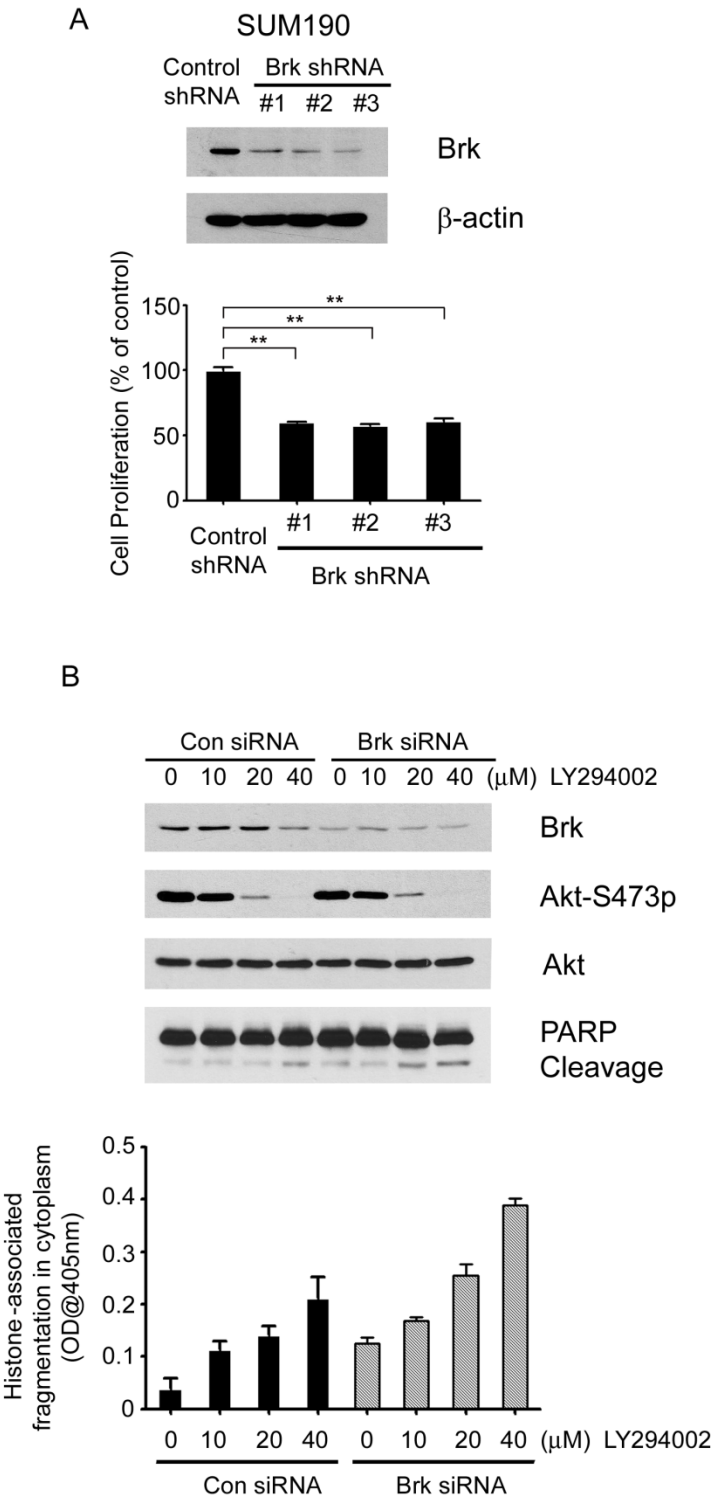 A
SUM190
Control shRNA
Brk shRNA
#1 #2 #3
Brk
β-actin
Cell Proliferation (% of control)
150
100
50
0
** 
**
**
Control shRNA
#1 #2 #3
Brk shRNA
B
Con siRNA Brk siRNA
0 10 20 40 0 10 20 40 (μM) LY294002
Brk
Akt-S473p
Akt
PARP
Cleavage
Histone-associated
fragmentation in cytoplasm
(OD@405nm)
0.5
0.4
0.3
0.2
0.1
0
0 10 20 40 0 10 20 40 (μM) LY294002
Con siRNA Brk siRNA